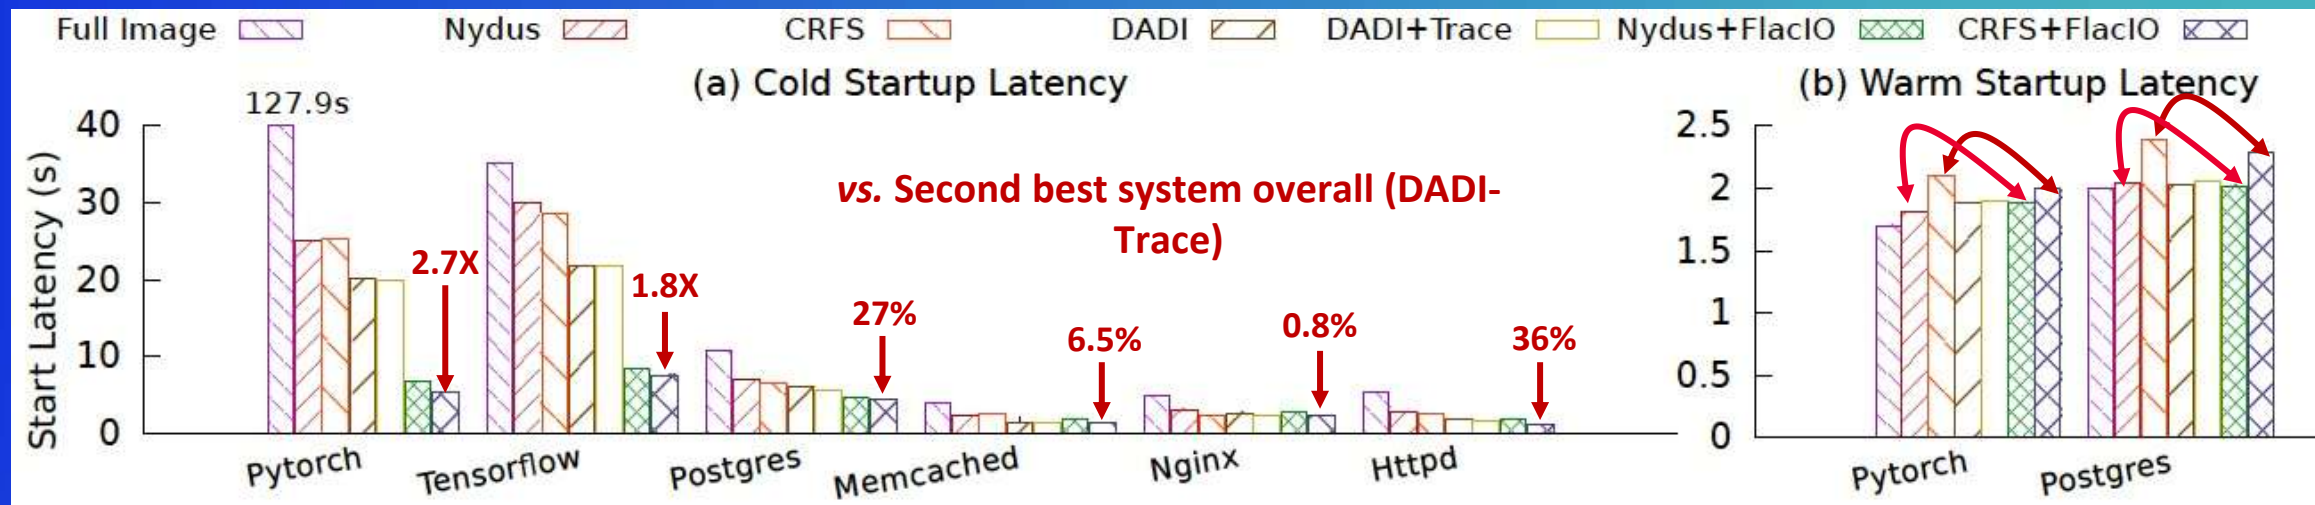 Full Image Nydus CRFS DADI DADI+Trace Nydus+FlacIO CRFS+FlacIO
(a) Cold Startup Latency
(b) Warm Startup Latency
Start Latency (s)
127.9s
40
30
20
10
0
vs. Second best system overall (DADI-
Trace)
2.7X
1.8X
27%
6.5%
0.8%
36%
Pytorch Tensorflow Postgres Memcached Nginx Httpd
2.5
2
1.5
1
0.5
0
Pytorch Postgres